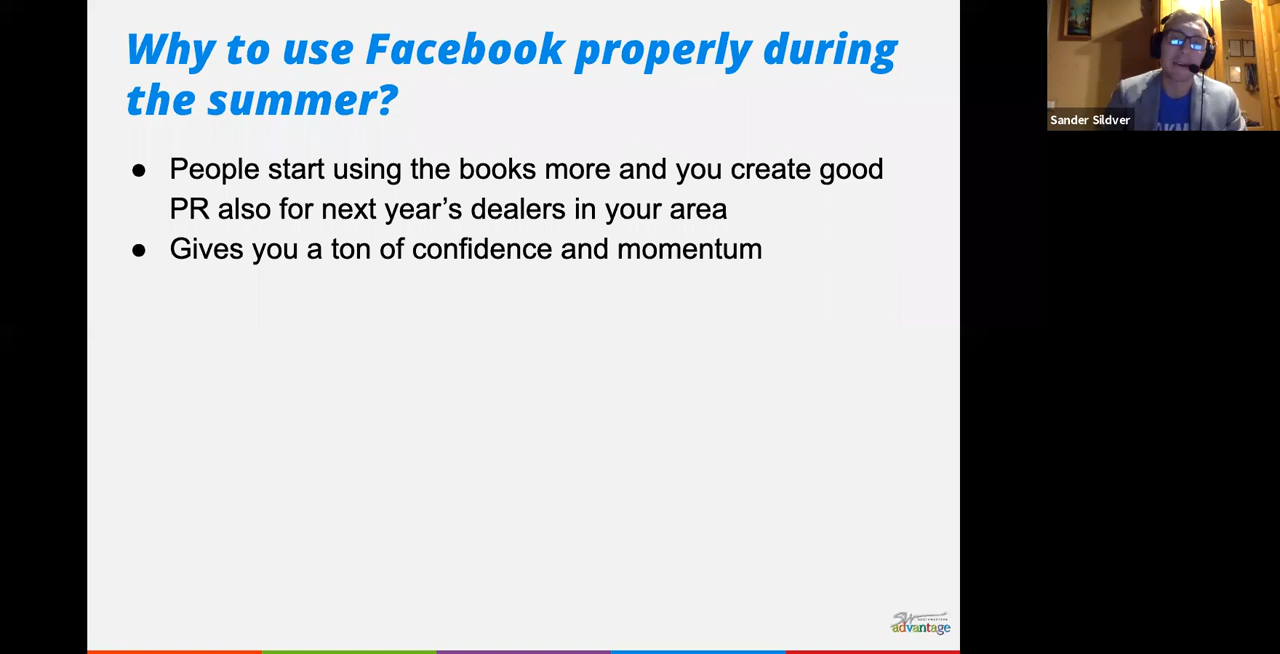 Why to use Facebook properly during
the summer?
● People start using the books more and you create good
PR also for next year's dealers in your area
● Gives you a ton of confidence and momentum
Sander Sildver
SOUTHWESTERN
advantage